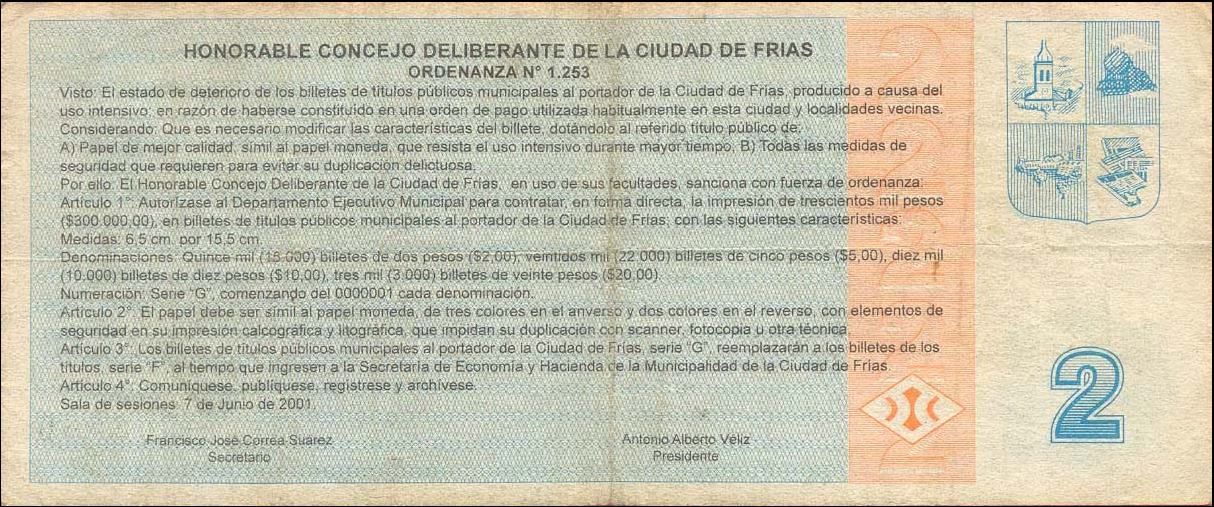 HONORABLE CONCEJO DELIBERANTE DE LA CIUDAD DE FRIAS
ORDENANZA N° 1.253
Visto: El estado de deterioro de los billetes de títulos públicos municipales al portador de la Ciudad de Frías, producido a causa del
uso intensivo, en razón de haberse constituído en una orden de pago utilizada habitualmente en esta ciudad y localidades vecinas.
Considerando: Que es necesario modificar las características del billete, dotándolo al referido título público de:
A) Papel de mejor calidad, símil al papel moneda, que resista el uso intensivo durante mayor tiempo, B) Todas las medidas de
seguridad que requieren para evitar su duplicación delictuosa.
Por ello: El Honorable Concejo Deliberante de la Ciudad de Frías, en uso de sus facultades, sanciona con fuerza de ordenanza:
Artículo 1°: Autorízase al Departamento Ejecutivo Municipal para contratar, en forma directa, la impresión de trescientos mil pesos
($300.000,00), en billetes de títulos públicos municipales al portador de la Ciudad de Frías, con las siguientes características:
Medidas: 6,5 cm. por 15,5 cm.
Denominaciones: Quince mil (15.000) billetes de dos pesos ($2,00), veintidos mil (22.000) billetes de cinco pesos ($5,00), diez mil
(10.000) billetes de diez pesos ($10,00), tres mil (3.000) billetes de veinte pesos ($20,00).
Numeración: Serie "G", comenzando del 0000001 cada denominación.
Artículo 2°: El papel debe ser símil al papel moneda, de tres colores en el anverso y dos colores en el reverso, con elementos de
seguridad en su impresión calcográfica y litográfica, que impidan su duplicación con scanner, fotocopia u otra técnica.
Artículo 3°: Los billetes de títulos públicos municipales al portador de la Ciudad de Frías, serie "G", reemplazarán a los billetes de los
títulos, serie "F", al tiempo que ingresen a la Secretaría de Economía y Hacienda de la Municipalidad de la Ciudad de Frías.
Artículo 4°: Comuníquese, publíquese, regístrese y archívese.
Sala de sesiones: 7 de Junio de 2001.
Francisco José Correa Suárez
Secretario
Antonio Alberto Véliz
Presidente
2